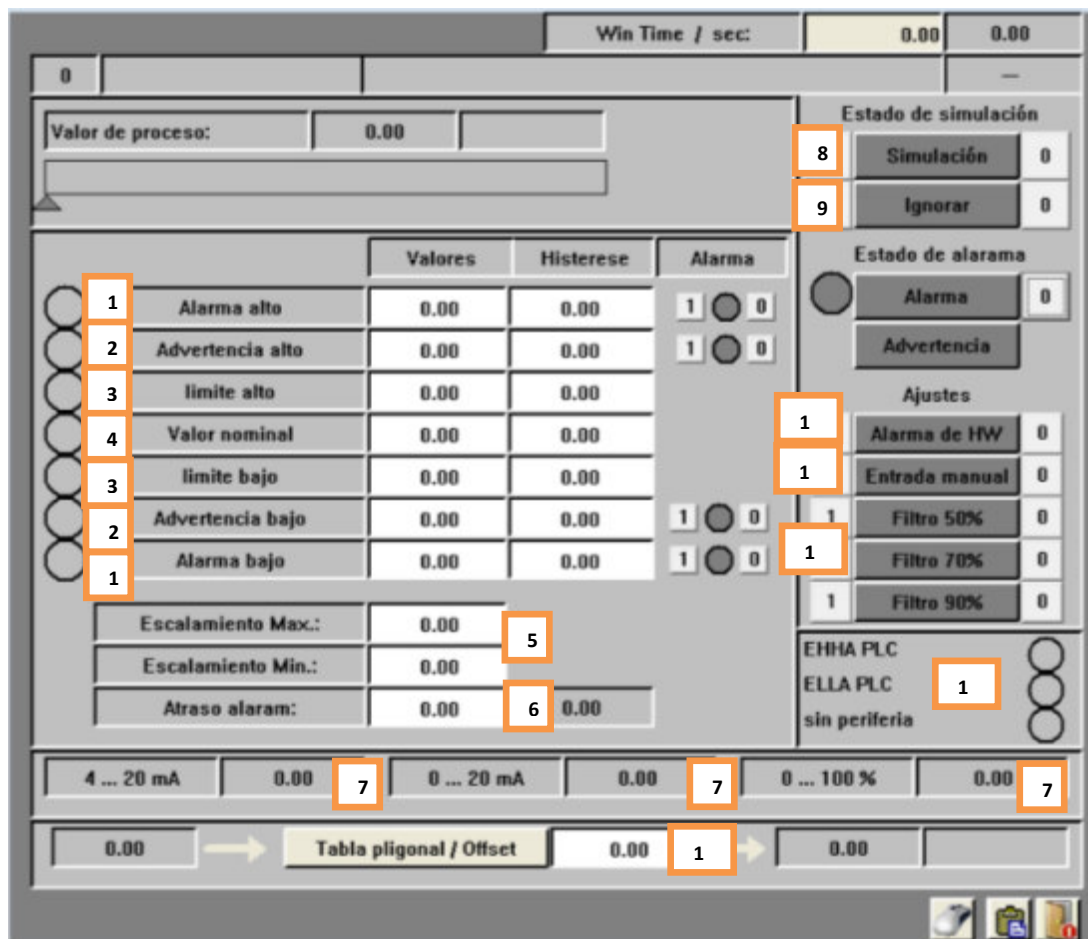 Win Time / sec: 0.00 0.00
0 —
Valor de proceso: 0.00
Estado de simulación
8 Simulación 0
9 Ignorar 0
Valores Histerese Alarma
Estado de alarama
Alarma 0
Advertencia
1 Alarma alto 0.00 0.00 1 0
2 Advertencia alto 0.00 0.00 1 0
3 limite alto 0.00 0.00
4 Valor nominal 0.00 0.00
3 limite bajo 0.00 0.00
2 Advertencia bajo 0.00 0.00 1 0
1 Alarma bajo 0.00 0.00 1 0
Ajustes
1 Alarma de HW 0
1 Entrada manual 0
1 Filtro 50% 0
1 Filtro 70% 0
1 Filtro 90% 0
Escalamiento Max.: 0.00 5
Escalamiento Min.: 0.00
Atraso alaram: 0.00 6 0.00
EHHA PLC
ELLA PLC 1
sin periferia
4 ... 20 mA 0.00 7 0 ... 20 mA 0.00 7 0 ... 100 % 0.00 7
0.00 Tabla pligonal / Offset 0.00 1 0.00